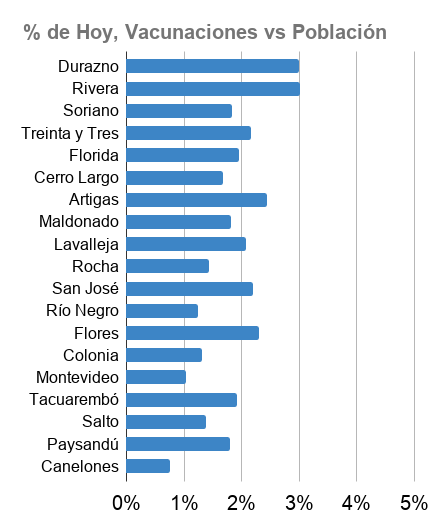 % de Hoy, Vacunaciones vs Población
Durazno
Rivera
Soriano
Treinta y Tres
Florida
Cerro Largo
Artigas
Maldonado
Lavalleja
Rocha
San José
Río Negro
Flores
Colonia
Montevideo
Tacuarembó
Salto
Paysandú
Canelones
0% 1% 2% 3% 4% 5%